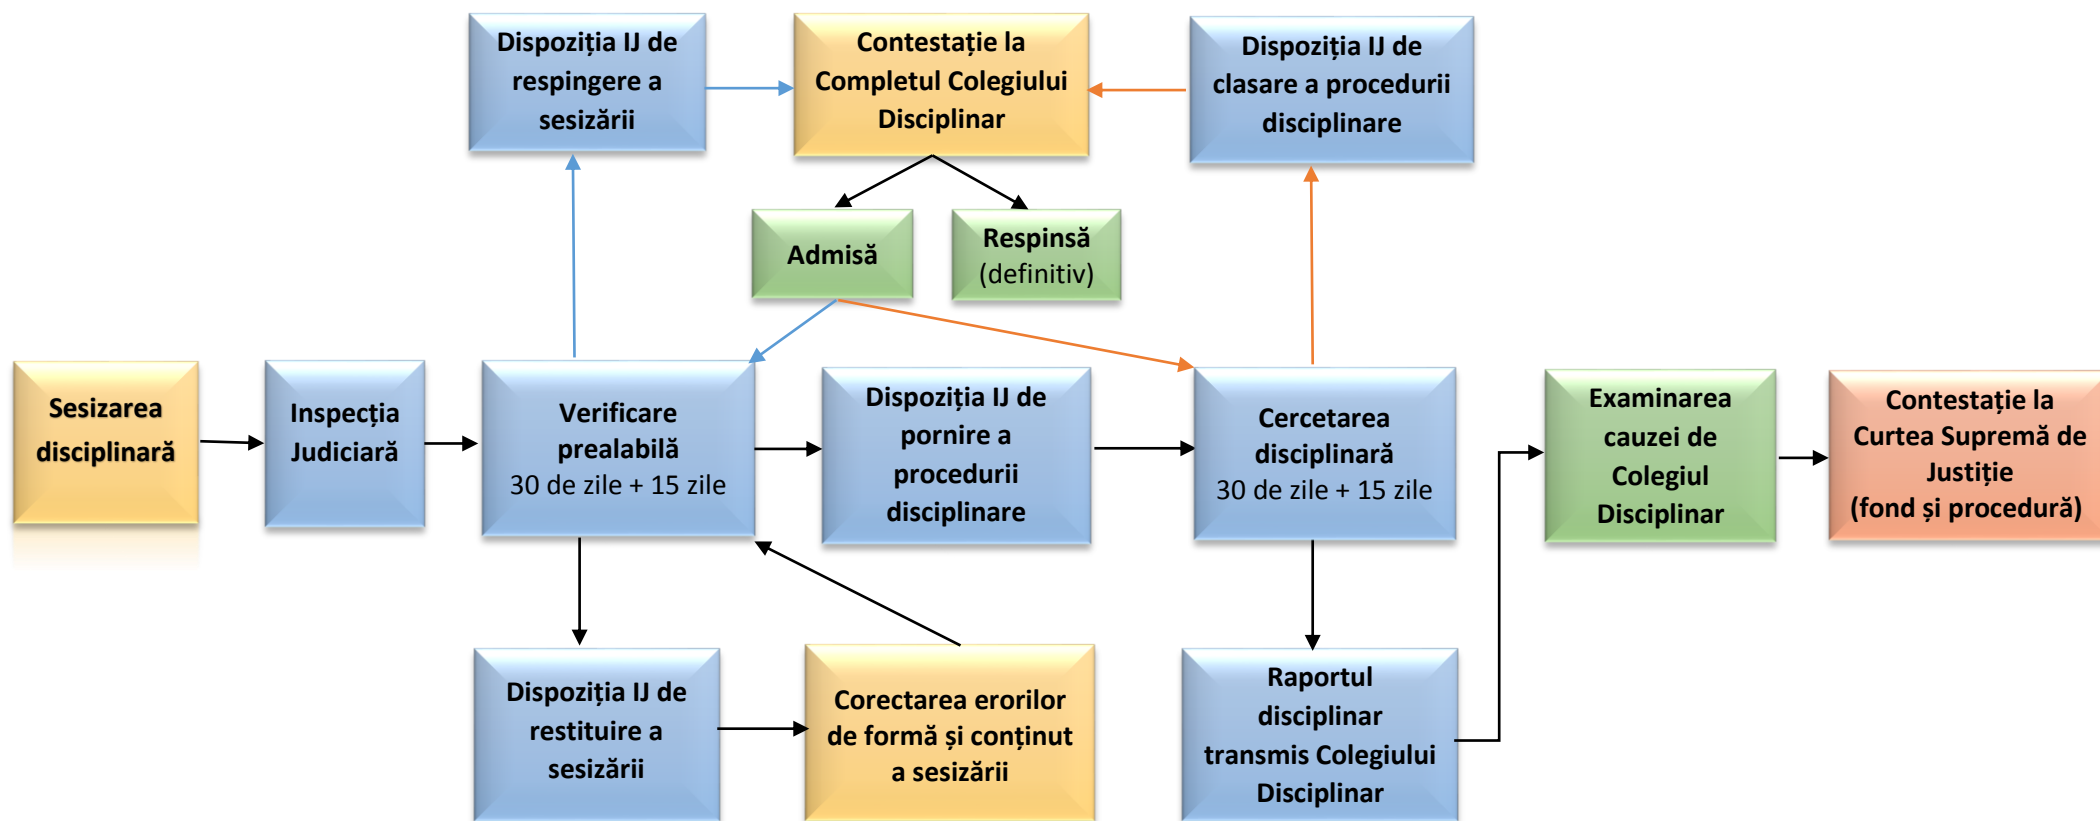 Dispoziția IJ de
respingere a
sesizării
Contestație la
Completul Colegiului
Disciplinar
Dispoziția IJ de
clasare a procedurii
disciplinare
Admisă
Respinsă
(definitiv)
Sesizarea
disciplinară
Inspecția
Judiciară
Verificare
prealabilă
30 de zile + 15 zile
Dispoziția IJ de
pornire a
procedurii
disciplinare
Cercetarea
disciplinară
30 de zile + 15 zile
Examinarea
cauzei de
Colegiul
Disciplinar
Contestație la
Curtea Supremă de
Justiție
(fond și procedură)
Dispoziția IJ de
restituire a
sesizării
Corectarea erorilor
de formă și conținut
a sesizării
Raportul
disciplinar
transmis Colegiului
Disciplinar